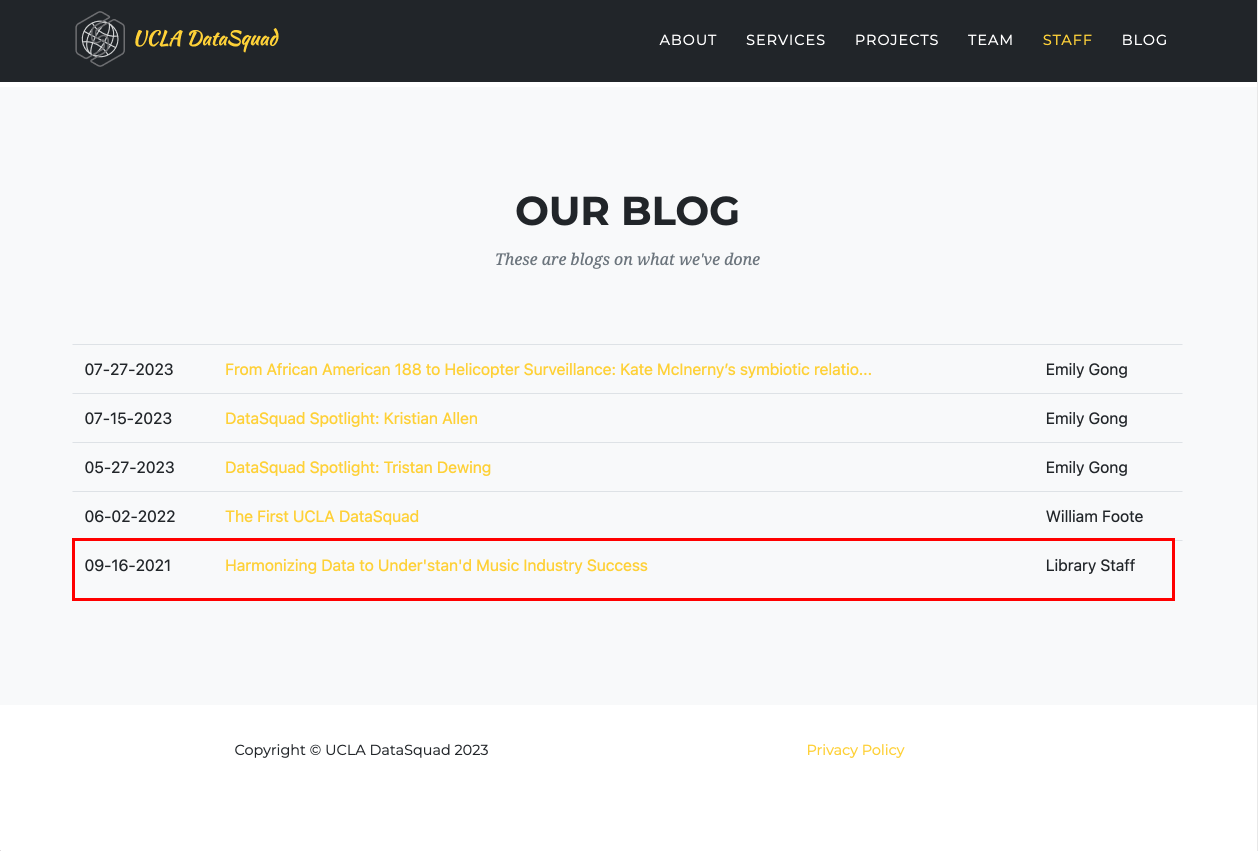 UCLA DataSquad
ABOUT SERVICES PROJECTS TEAM STAFF BLOG
OUR BLOG
These are blogs on what we've done
07-27-2023 From African American 188 to Helicopter Surveillance: Kate McInerny's symbiotic relatio... Emily Gong
07-15-2023 DataSquad Spotlight: Kristian Allen Emily Gong
05-27-2023 DataSquad Spotlight: Tristan Dewing Emily Gong
06-02-2022 The First UCLA DataSquad William Foote
09-16-2021 Harmonizing Data to Under'stan'd Music Industry Success Library Staff
Copyright © UCLA DataSquad 2023 Privacy Policy